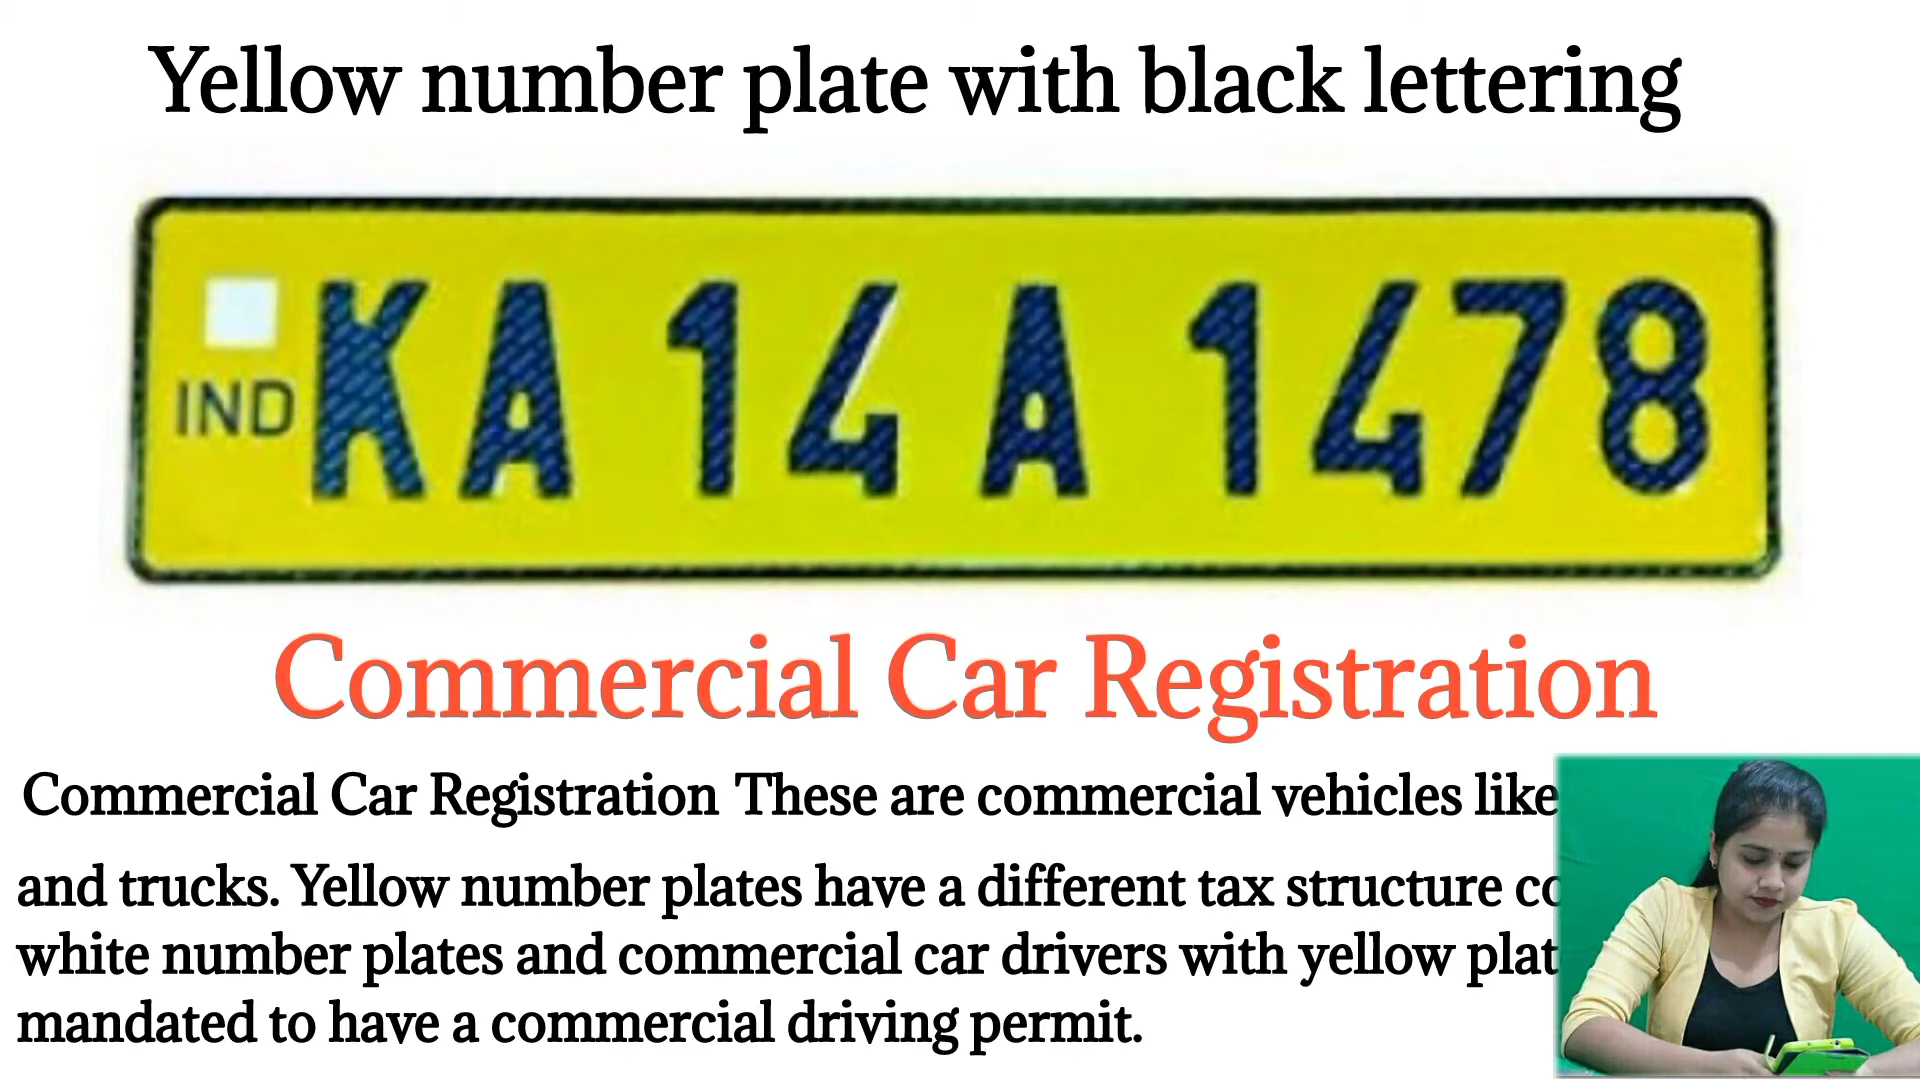 Yellow number plate with black lettering
IND KA 14 A 1478
Commercial Car Registration
Commercial Car Registration These are commercial vehicles like
and trucks. Yellow number plates have a different tax structure
white number plates and commercial car drivers with yellow
mandated to have a commercial driving permit.